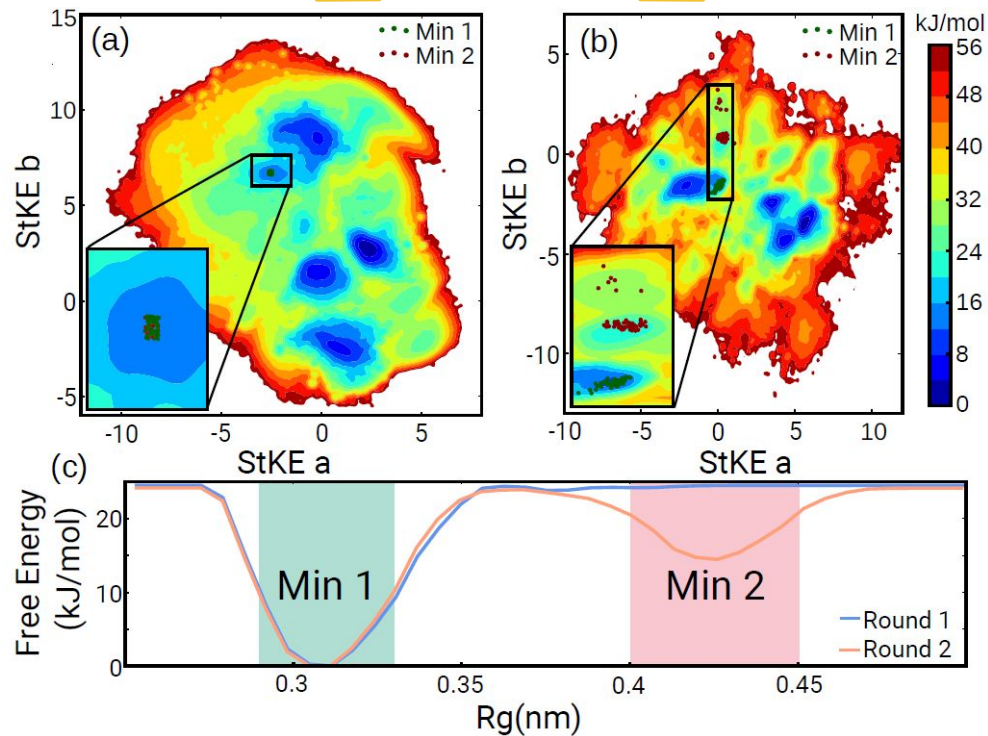 (a)
Min 1
Min 2
15
10
5
0
-5
-10
-5
0
5
StKE b
StKE a
(b)
Min 1
Min 2
5
0
-5
-10
-10
-5
0
5
10
StKE b
StKE a
kJ/mol
56
48
40
32
24
16
8
0
(c)
Free Energy
(kJ/mol)
20
10
0
Min 1
Min 2
Round 1
Round 2
0.3
0.35
0.4
0.45
Rg(nm)